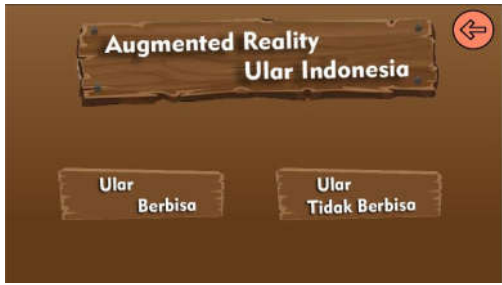 Augmented Reality
Ular Indonesia
Ular
Berbisa
Ular
Tidak Berbisa